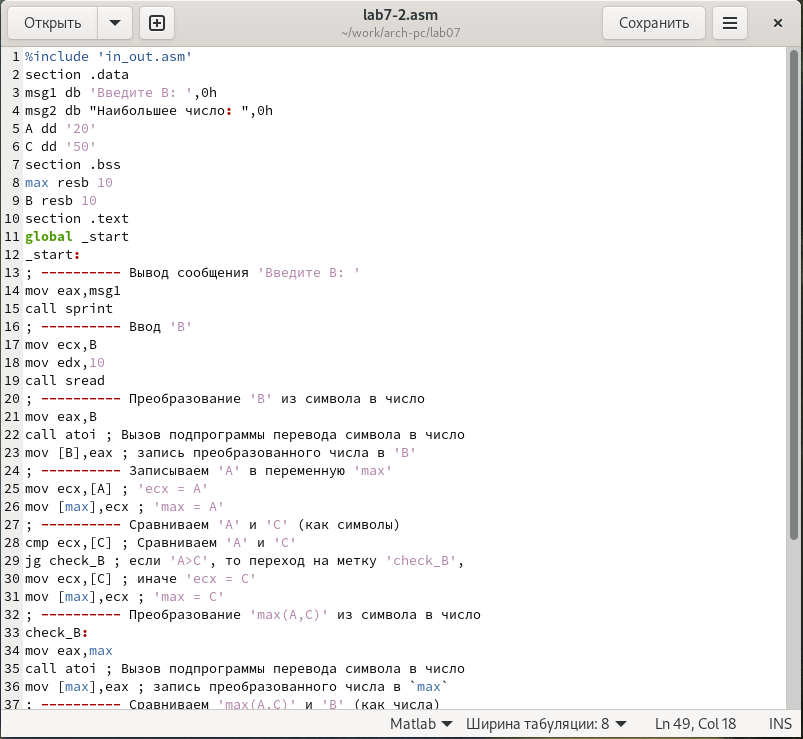 Открыть
lab7-2.asm
~/work/arch-pc/lab07
Сохранить
1 %include 'in_out.asm'
2 section .data
3 msg1 db 'Введите B: ',0h
4 msg2 db "Наибольшее число: ",0h
5 A dd '20'
6 C dd '50'
7 section .bss
8 max resb 10
9 B resb 10
10 section .text
11 global _start
12 _start:
13 ; ---------- Вывод сообщения 'Введите B: '
14 mov eax,msg1
15 call sprint
16 ; ---------- Ввод 'B'
17 mov ecx,B
18 mov edx,10
19 call sread
20 ; ---------- Преобразование 'B' из символа в число
21 mov eax,B
22 call atoi ; Вызов подпрограммы перевода символа в число
23 mov [B],eax ; запись преобразованного числа в 'B'
24 ; ---------- Записываем 'A' в переменную 'max'
25 mov ecx,[A] ; 'ecx = A'
26 mov [max],ecx ; 'max = A'
27 ; ---------- Сравниваем 'A' и 'С' (как символы)
28 cmp ecx,[C] ; Сравниваем 'A' и 'С'
29 jg check_B ; если 'A>C', то переход на метку 'check_B',
30 mov ecx,[C] ; иначе 'ecx = C'
31 mov [max],ecx ; 'max = C'
32 ; ---------- Преобразование 'max(A,C)' из символа в число
33 check_B:
34 mov eax,max
35 call atoi ; Вызов подпрограммы перевода символа в число
36 mov [max],eax ; запись преобразованного числа в `max`
37 ; ---------- Сравниваем 'max(A,C)' и 'B' (как числа)
Matlab Ширина табуляции: 8 Ln 49, Col 18 INS